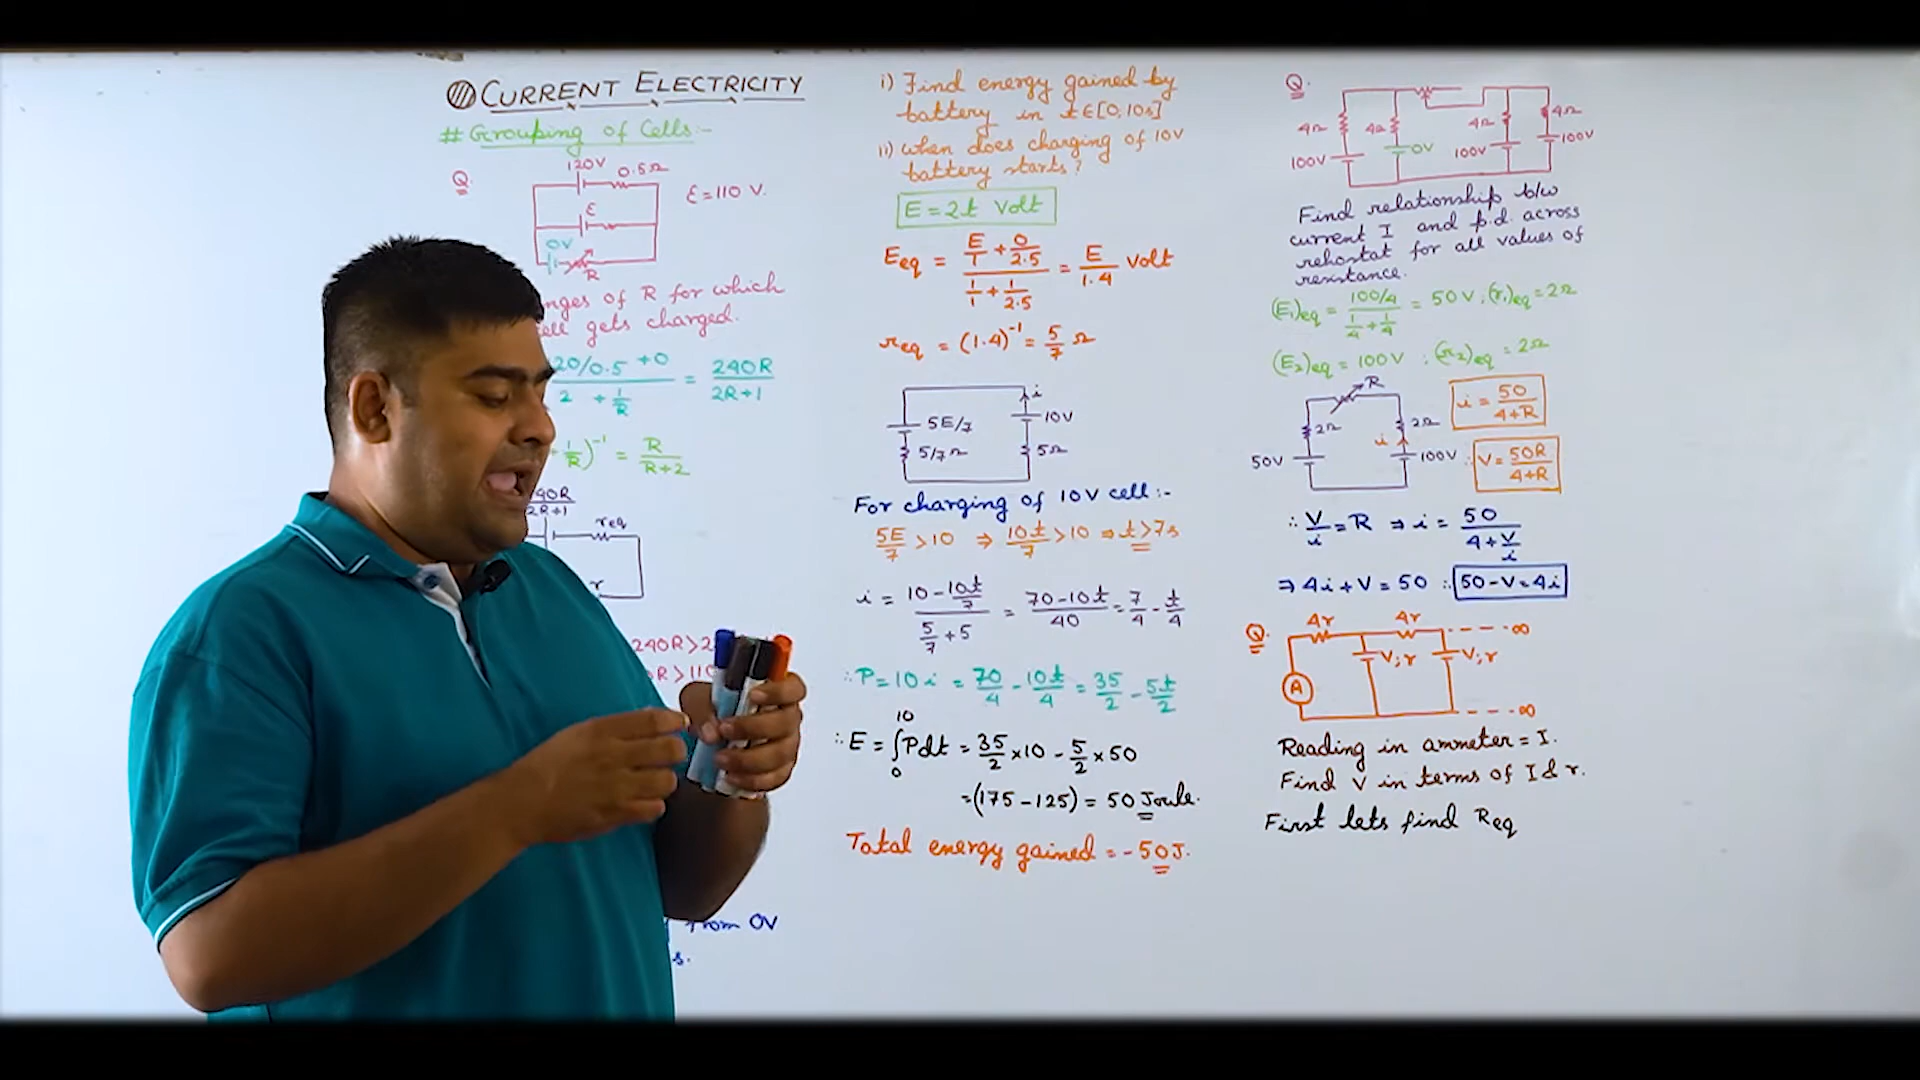 CURRENT ELECTRICITY
# Grouping of Cells:-
Q.
120V
0.5Ω
ℰ
0V
R
ℰ = 110 V.
nges of R for which
ell gets charged.
20/0.5 + 0 / 2 + 1/R = 240R / 2R+1
1/R)⁻¹ = R / R+2
240R / 2R+1
req
r
240R > 2
R > 110
from 0V
s.
i) Find energy gained by
battery in t∈[0,10s]
ii) When does charging of 10V
battery starts?
E = 2t Volt
Eeq = (E/1 + 0/2.5) / (1/1 + 1/2.5) = E/1.4 Volt
req = (1.4)⁻¹ = 5/7 Ω
i
5E/7
10V
5/7Ω
5Ω
For charging of 10V cell:-
5E/7 > 10 ⇒ 10t/7 > 10 ⇒ t > 7s
i = (10 - 10t/7) / (5/7 + 5) = (70-10t)/40 = 7/4 - t/4
∴ P = 10i = 70/4 - 10t/4 = 35/2 - 5t/2
∴ E = ∫₀¹⁰ Pdt = 35/2 × 10 - 5/2 × 50
= (175 - 125) = 50 Joule.
Total energy gained = -50J.
Q.
4Ω
4Ω
4Ω
4Ω
100V
0V
100V
100V
Find relationship b/w
current I and p.d. across
rehostat for all values of
resistance.
(E1)eq = (100/4) / (1/4 + 1/4) = 50V ; (r1)eq = 2Ω
(E2)eq = 100V ; (r2)eq = 2Ω
R
2Ω
2Ω
i
50V
100V
i = 50 / 4+R
∴ V = 50R / 4+R
∴ V/i = R ⇒ i = 50 / (4 + V/i)
⇒ 4i + V = 50 ∴ 50 - V = 4i
Q.
4r
4r
∞
V;r
V;r
A
∞
Reading in ammeter = I.
Find V in terms of I & r.
First lets find Req